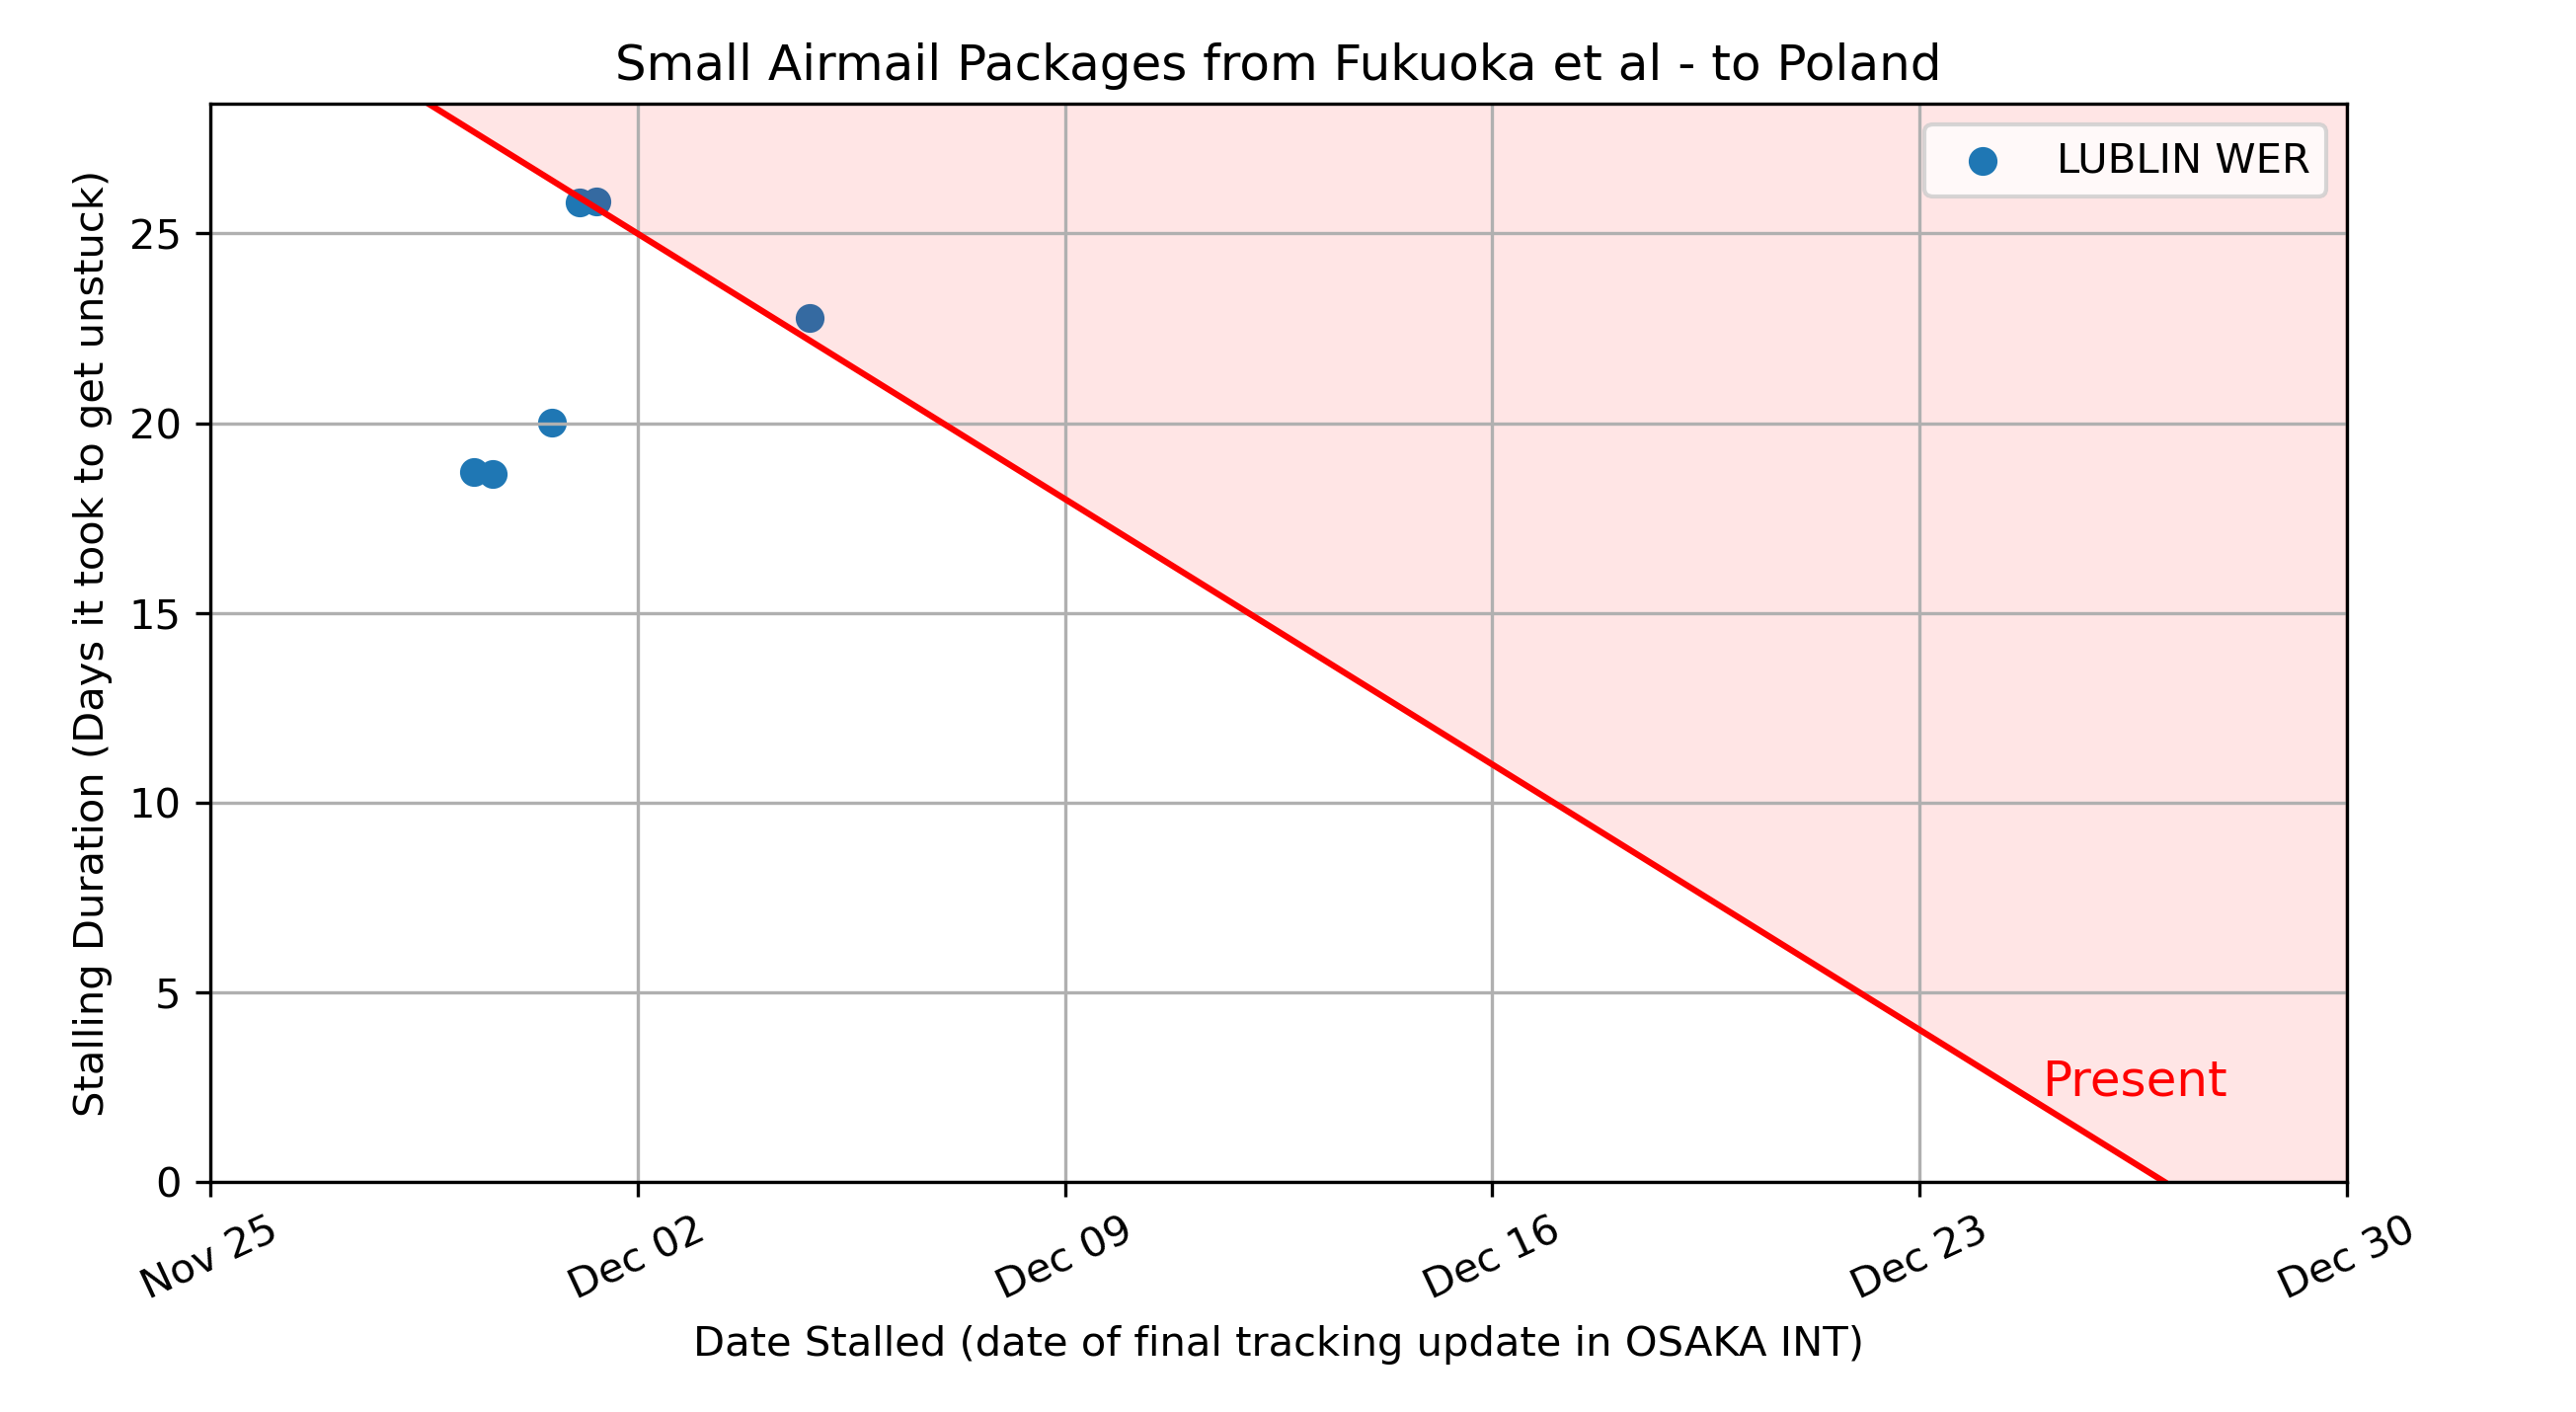 Small Airmail Packages from Fukuoka et al - to Poland
LUBLIN WER
Stalling Duration (Days it took to get unstuck)
25
20
15
10
5
0
Present
Nov 25
Dec 02
Dec 09
Dec 16
Dec 23
Dec 30
Date Stalled (date of final tracking update in OSAKA INT)